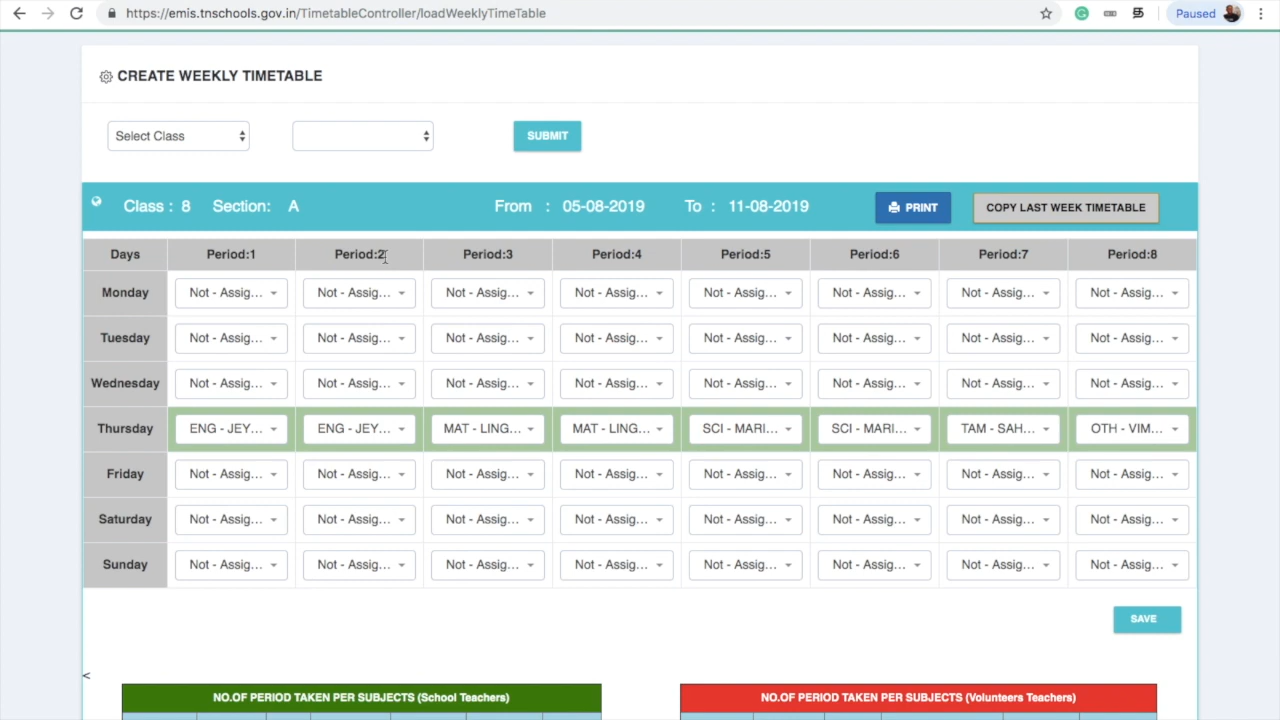 https://emis.tnschools.gov.in/TimetableController/loadWeeklyTimeTable
Paused
CREATE WEEKLY TIMETABLE
Select Class SUBMIT
Class : 8 Section: A From : 05-08-2019 To : 11-08-2019 PRINT COPY LAST WEEK TIMETABLE
Days Period:1 Period:2 Period:3 Period:4 Period:5 Period:6 Period:7 Period:8
Monday Not - Assig... Not - Assig... Not - Assig... Not - Assig... Not - Assig... Not - Assig... Not - Assig... Not - Assig...
Tuesday Not - Assig... Not - Assig... Not - Assig... Not - Assig... Not - Assig... Not - Assig... Not - Assig... Not - Assig...
Wednesday Not - Assig... Not - Assig... Not - Assig... Not - Assig... Not - Assig... Not - Assig... Not - Assig... Not - Assig...
Thursday ENG - JEY... ENG - JEY... MAT - LING... MAT - LING... SCI - MARI... SCI - MARI... TAM - SAH... OTH - VIM...
Friday Not - Assig... Not - Assig... Not - Assig... Not - Assig... Not - Assig... Not - Assig... Not - Assig... Not - Assig...
Saturday Not - Assig... Not - Assig... Not - Assig... Not - Assig... Not - Assig... Not - Assig... Not - Assig... Not - Assig...
Sunday Not - Assig... Not - Assig... Not - Assig... Not - Assig... Not - Assig... Not - Assig... Not - Assig... Not - Assig...
SAVE
<
NO.OF PERIOD TAKEN PER SUBJECTS (School Teachers) NO.OF PERIOD TAKEN PER SUBJECTS (Volunteers Teachers)